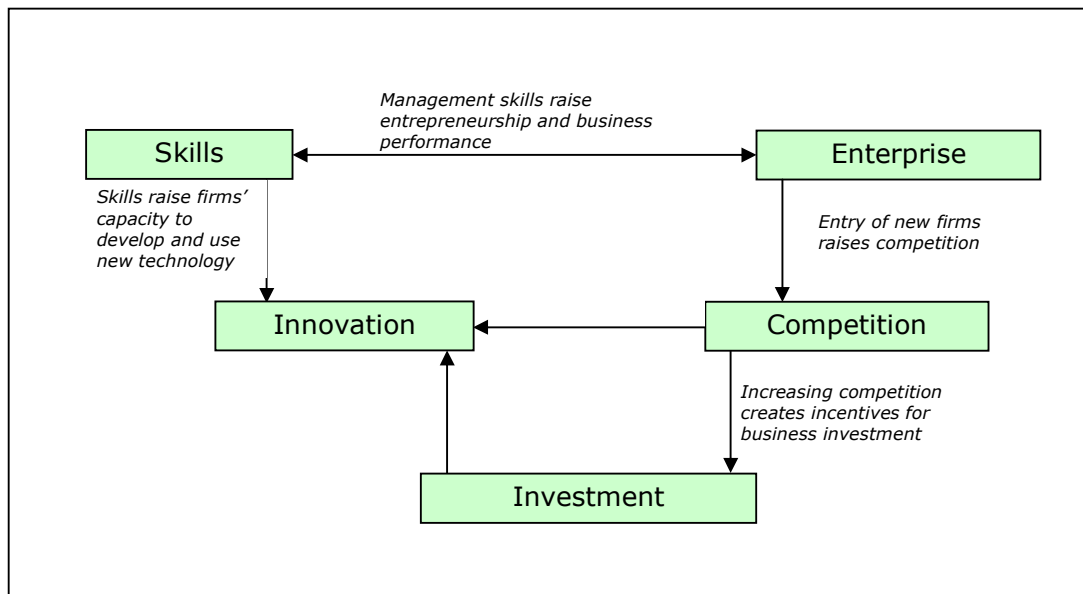 Management skills raise
entrepreneurship and business
performance
Skills
Enterprise
Skills raise firms’
capacity to
develop and use
new technology
Entry of new firms
raises competition
Innovation
Competition
Increasing competition
creates incentives for
business investment
Investment